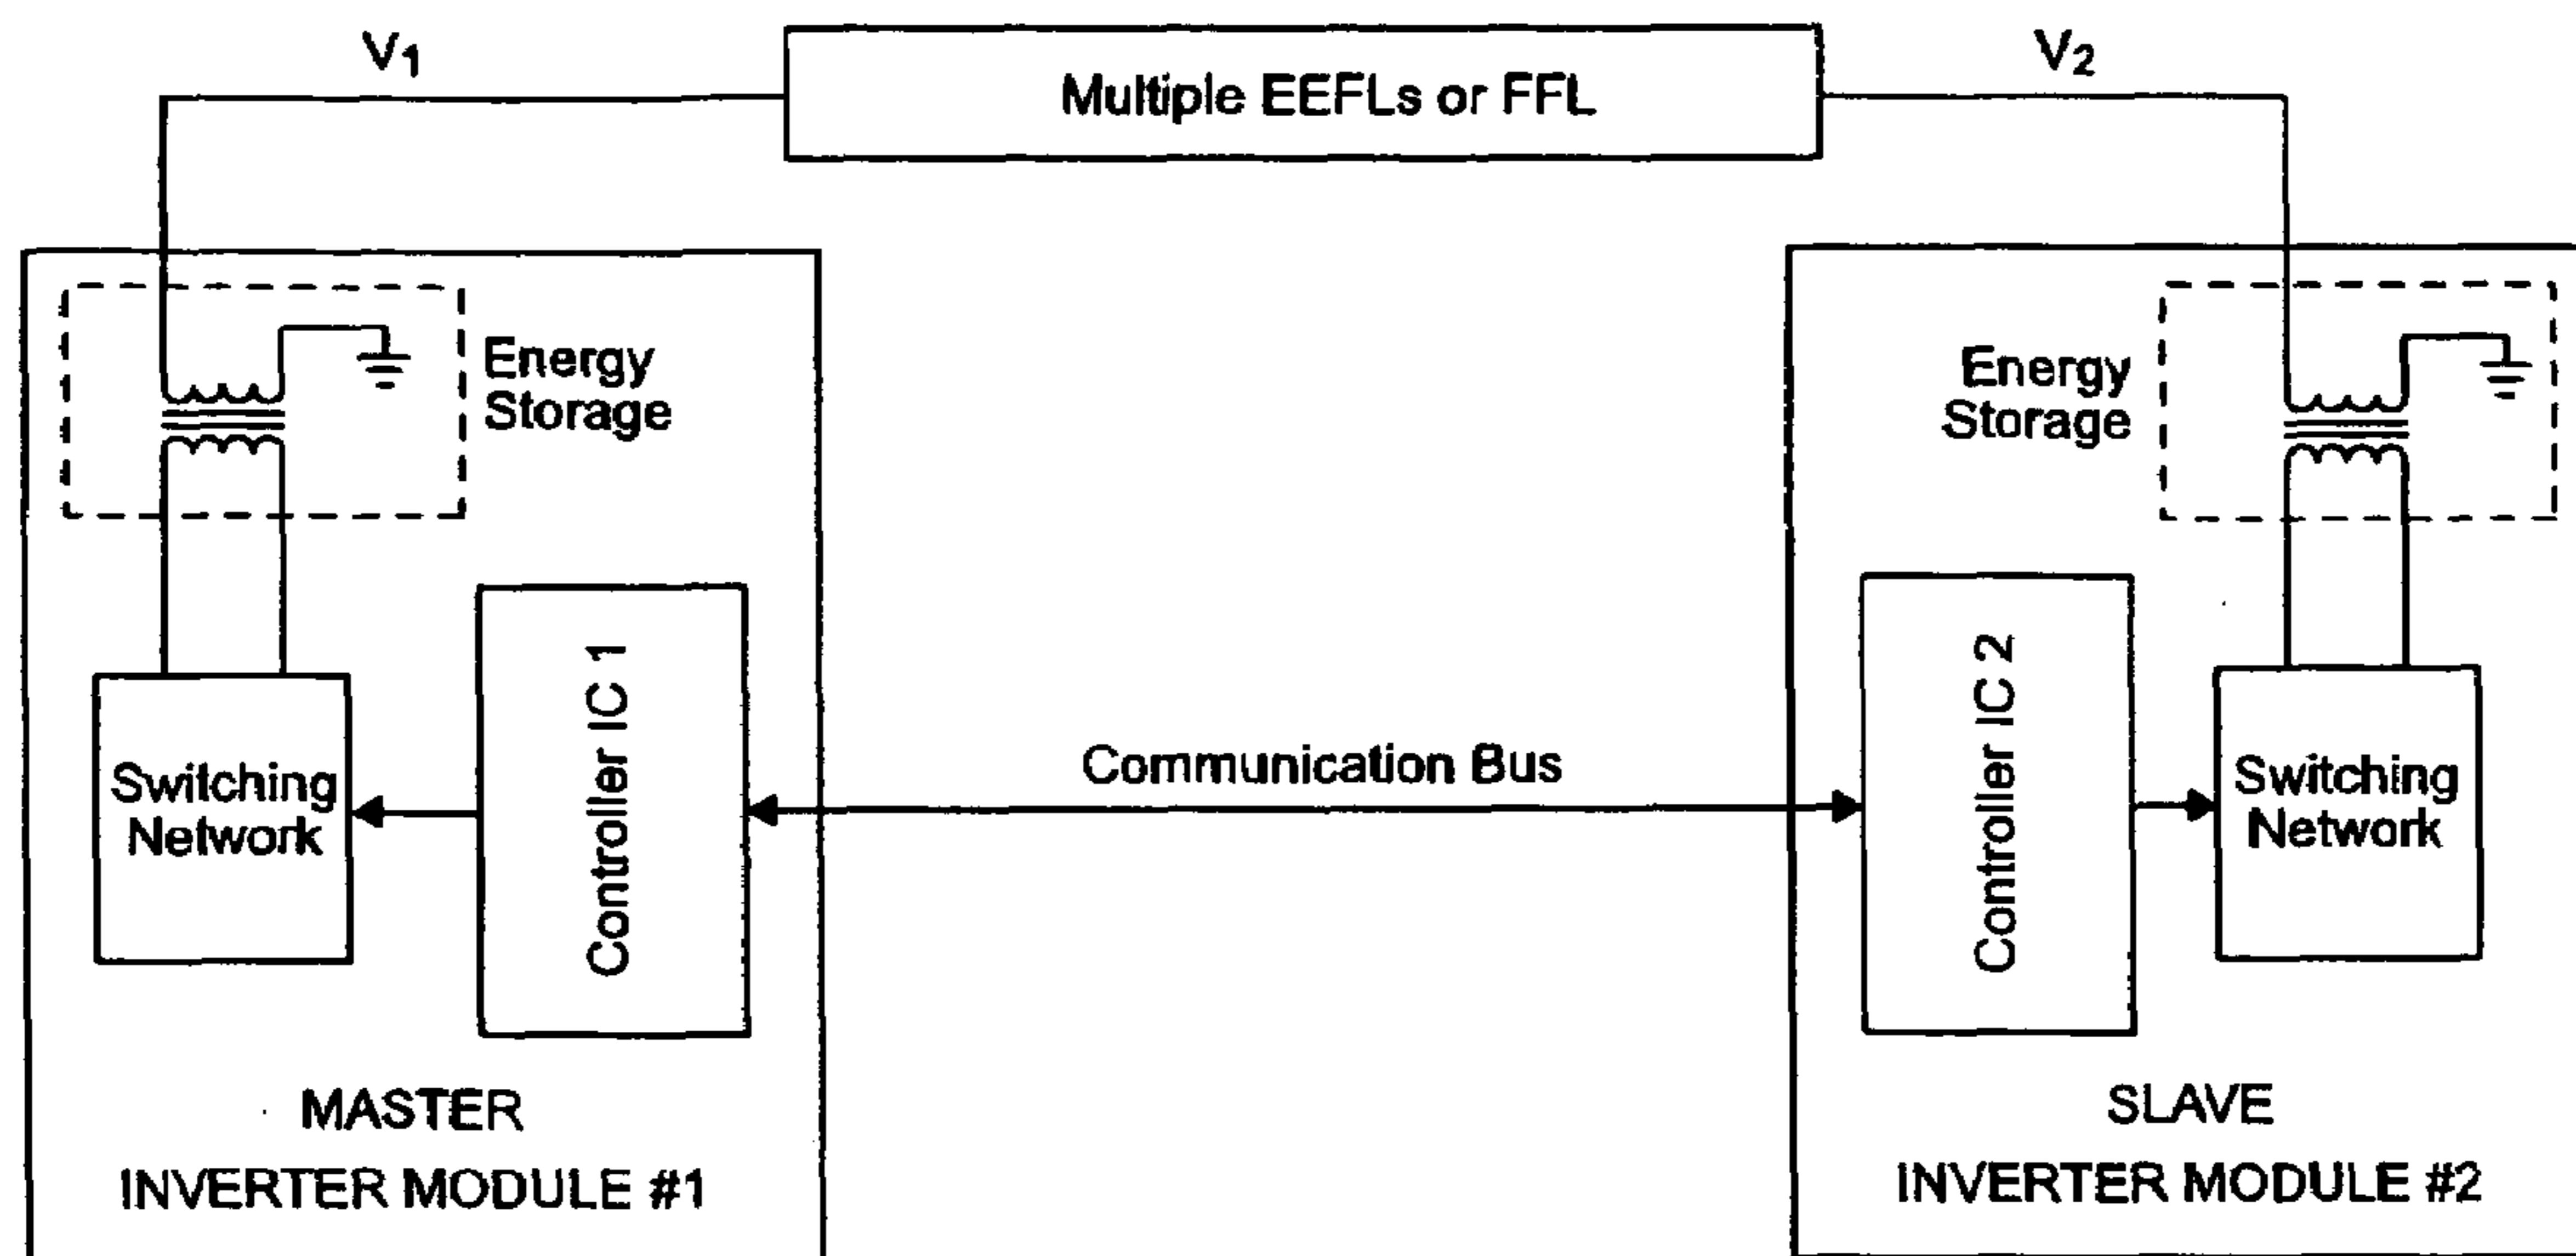 V1
Multiple EEFLs or FFL
V2
Energy
Storage
Energy
Storage
Switching
Network
Controller IC 1
Communication Bus
Controller IC 2
Switching
Network
MASTER
INVERTER MODULE #1
SLAVE
INVERTER MODULE #2